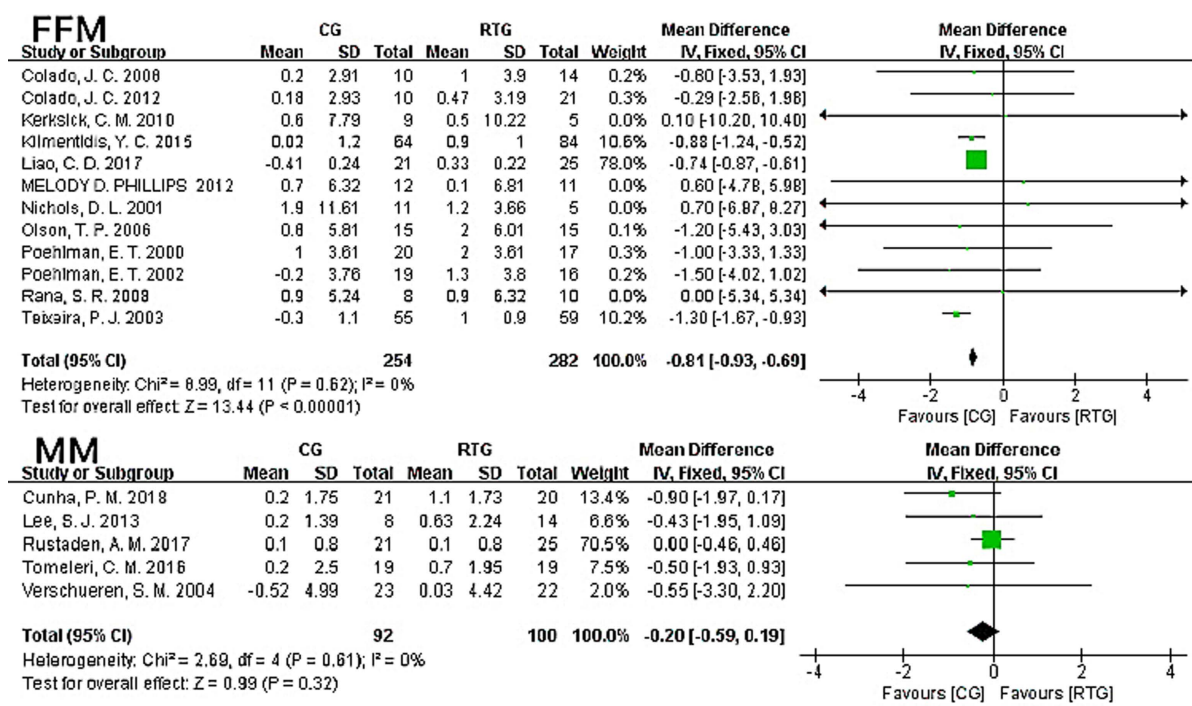 FFM CG RTG Mean Difference Mean Difference
Study or Subgroup Mean SD Total Mean SD Total Weight IV, Fixed, 95% CI IV, Fixed, 95% CI
Colado, J. C. 2008 0.2 2.91 10 1 3.9 14 0.2% -0.80 [-3.53, 1.93]
Colado, J. C. 2012 0.18 2.93 10 0.47 3.19 21 0.3% -0.29 [-2.56, 1.98]
Kerksick, C. M. 2010 0.6 7.79 9 0.5 10.22 5 0.0% 0.10 [-10.20, 10.40]
Klimentidis, Y. C. 2015 0.02 1.2 64 0.9 1 84 10.6% -0.88 [-1.24, -0.52]
Liao, C. D. 2017 -0.41 0.24 21 0.33 0.22 25 78.0% -0.74 [-0.87, -0.61]
MELODY D. PHILLIPS 2012 0.7 6.32 12 0.1 6.81 11 0.0% 0.60 [-4.78, 5.98]
Nichols, D. L. 2001 1.9 11.61 11 1.2 3.66 5 0.0% 0.70 [-6.87, 8.27]
Olson, T. P. 2006 0.8 5.81 15 2 6.01 15 0.1% -1.20 [-5.43, 3.03]
Poehlman, E. T. 2000 1 3.61 20 2 3.61 17 0.3% -1.00 [-3.33, 1.33]
Poehlman, E. T. 2002 -0.2 3.76 19 1.3 3.8 16 0.2% -1.50 [-4.02, 1.02]
Rana, S. R. 2008 0.9 5.24 8 0.9 6.32 10 0.0% 0.00 [-5.34, 5.34]
Teixeira, P. J. 2003 -0.3 1.1 55 1 0.9 59 10.2% -1.30 [-1.67, -0.93]
Total (95% CI) 254 282 100.0% -0.81 [-0.93, -0.69]
Heterogeneity: Chi² = 8.99, df = 11 (P = 0.62); I² = 0%
Test for overall effect: Z = 13.44 (P < 0.00001)
-4 -2 0 2 4
Favours [CG] Favours [RTG]
MM CG RTG Mean Difference Mean Difference
Study or Subgroup Mean SD Total Mean SD Total Weight IV, Fixed, 95% CI IV, Fixed, 95% CI
Cunha, P. M. 2018 0.2 1.75 21 1.1 1.73 20 13.4% -0.90 [-1.97, 0.17]
Lee, S. J. 2013 0.2 1.39 8 0.63 2.24 14 6.6% -0.43 [-1.95, 1.09]
Rustaden, A. M. 2017 0.1 0.8 21 0.1 0.8 25 70.5% 0.00 [-0.46, 0.46]
Tomeleri, C. M. 2016 0.2 2.5 19 0.7 1.95 19 7.5% -0.50 [-1.93, 0.93]
Verschueren, S. M. 2004 -0.52 4.99 23 0.03 4.42 22 2.0% -0.55 [-3.30, 2.20]
Total (95% CI) 92 100 100.0% -0.20 [-0.59, 0.19]
Heterogeneity: Chi² = 2.69, df = 4 (P = 0.61); I² = 0%
Test for overall effect: Z = 0.99 (P = 0.32)
-4 -2 0 2 4
Favours [CG] Favours [RTG]